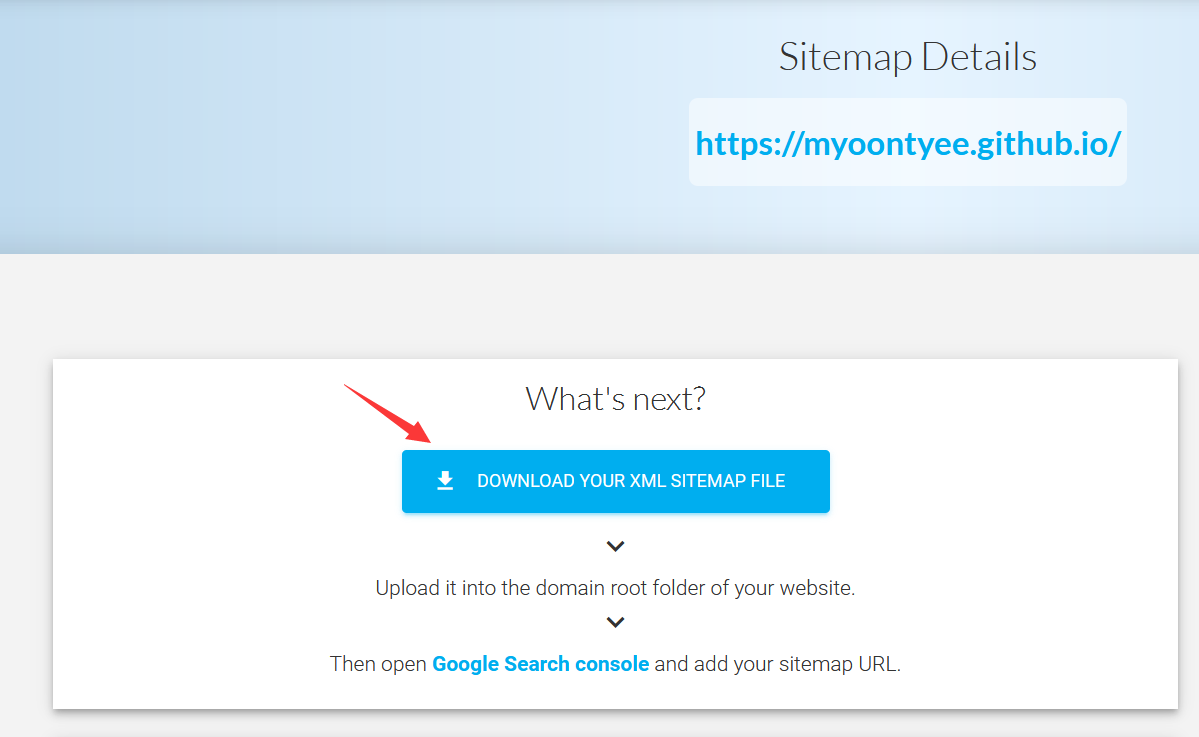 Sitemap Details
https://myoontyee.github.io/
What's next?
DOWNLOAD YOUR XML SITEMAP FILE
Upload it into the domain root folder of your website.
Then open Google Search console and add your sitemap URL.